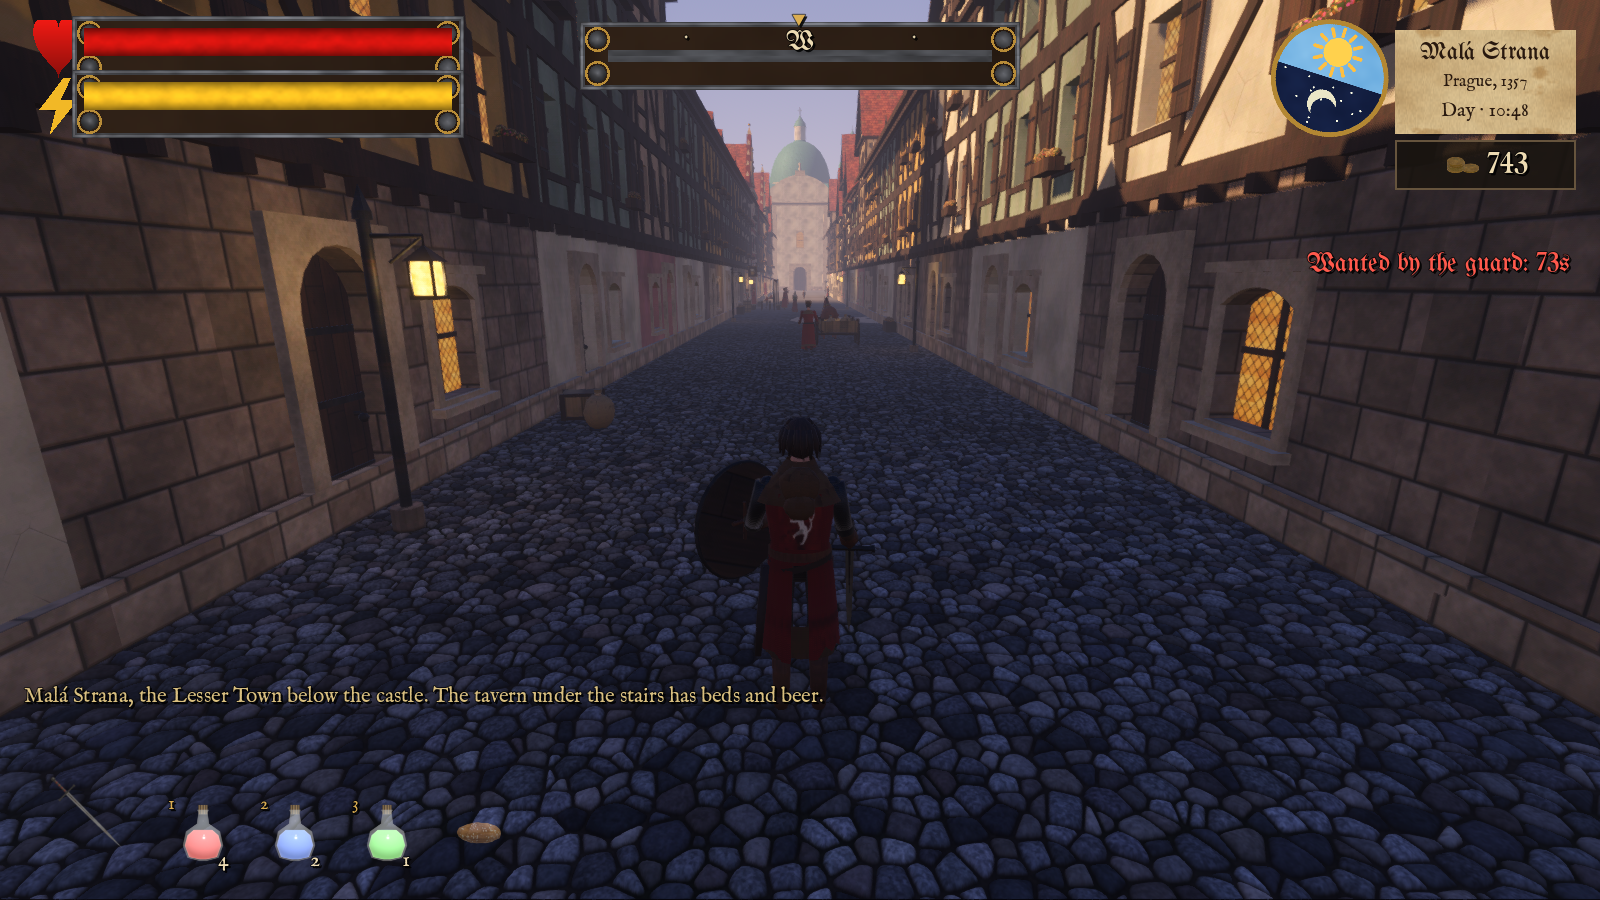 W
Malá Strana
Prague, 1357
Day · 10:48
743
Wanted by the guard: 73s
Malá Strana, the Lesser Town below the castle. The tavern under the stairs has beds and beer.
1 2 3
4 2 1